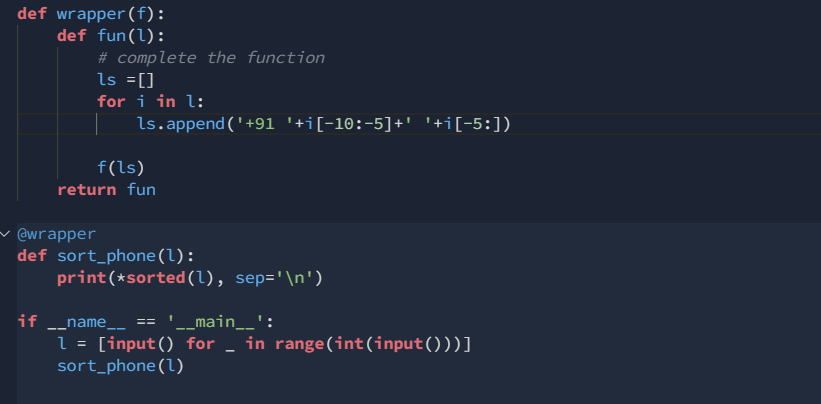 def wrapper(f):
    def fun(l):
        # complete the function
        ls =[]
        for i in l:
            ls.append('+91 '+i[-10:-5]+' '+i[-5:])

        f(ls)
    return fun

@wrapper
def sort_phone(l):
    print(*sorted(l), sep='\n')

if __name__ == '__main__':
    l = [input() for _ in range(int(input()))]
    sort_phone(l)